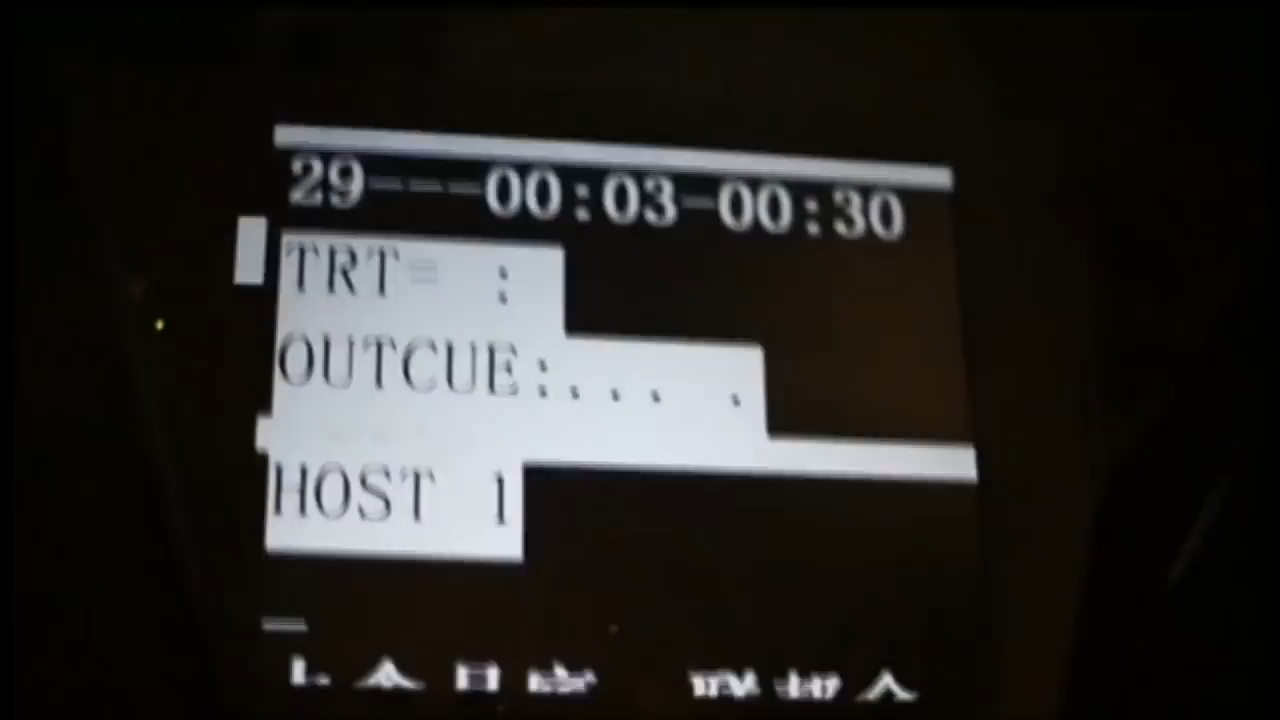 29---00:03-00:30
TRT= :
OUTCUE:... .
HOST 1